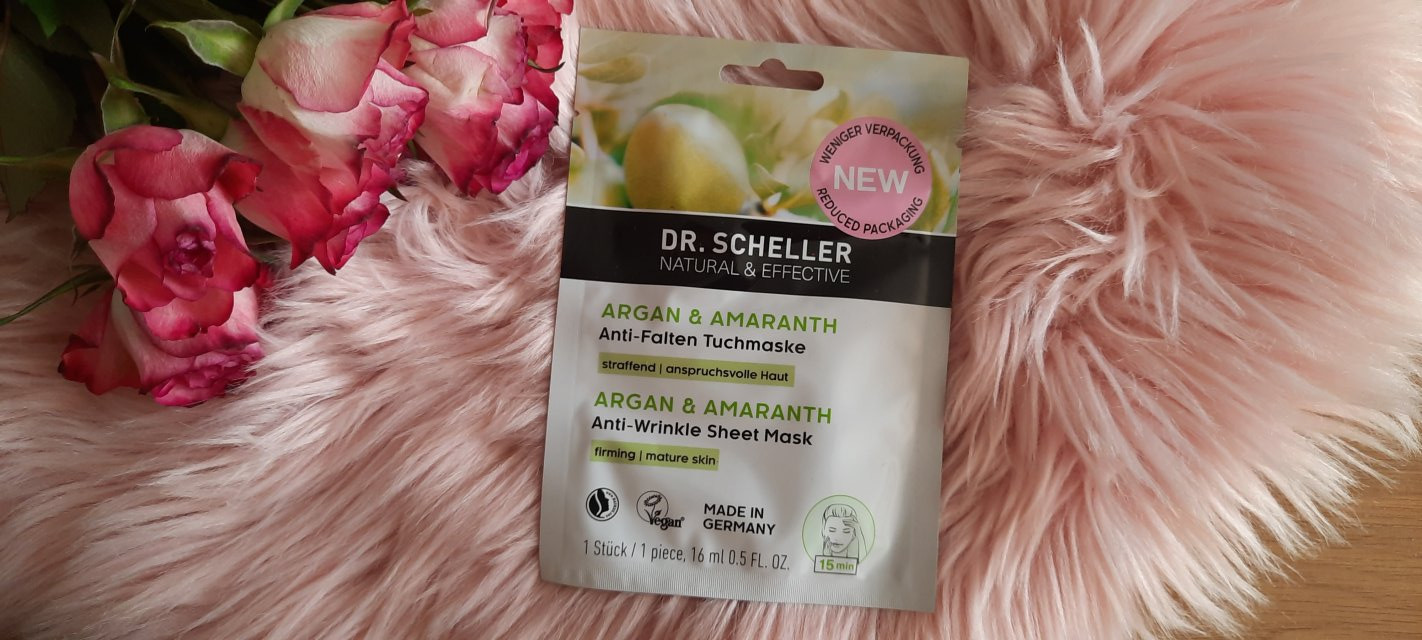 WENIGER VERPACKUNG
NEW
REDUCED PACKAGING
DR. SCHELLER
NATURAL & EFFECTIVE
ARGAN & AMARANTH
Anti-Falten Tuchmaske
straffend | anspruchsvolle Haut
ARGAN & AMARANTH
Anti-Wrinkle Sheet Mask
firming | mature skin
Vegan
MADE IN
GERMANY
1 Stück / 1 piece, 16 ml 0.5 FL. OZ.
15 min